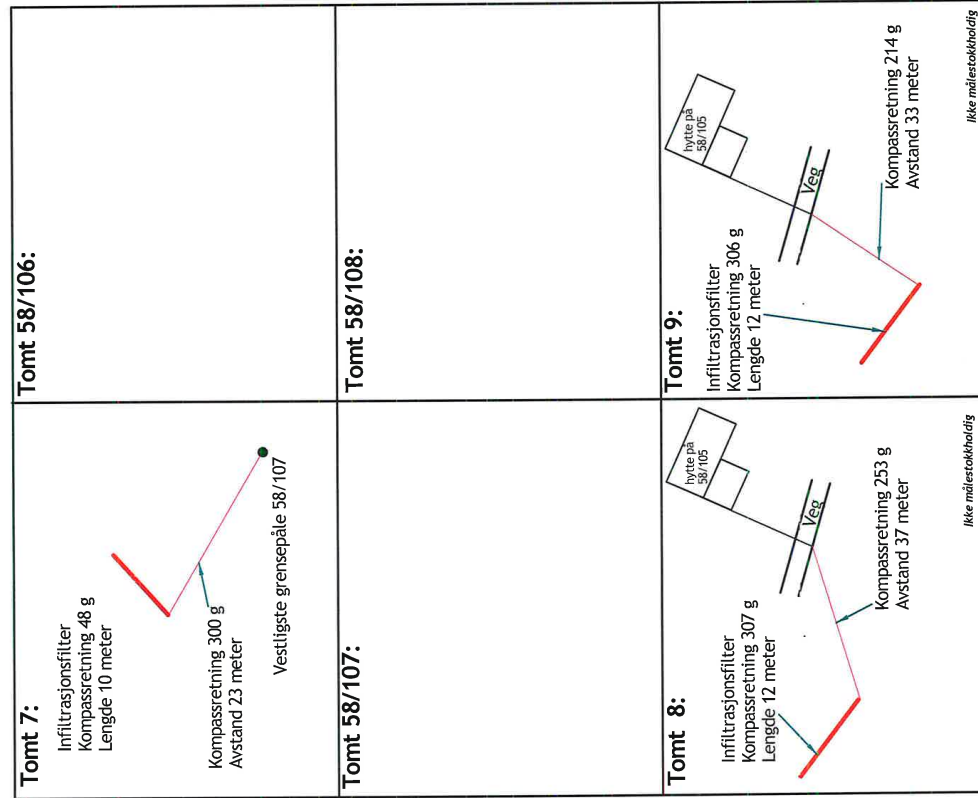 Tomt 7:
Infiltrasjonsfilter
Kompassretning 48 g
Lengde 10 meter
Kompassretning 300 g
Avstand 23 meter
Vestligste grensepåle 58/107
Tomt 58/106:
Tomt 58/107:
Tomt 58/108:
Tomt 8:
Infiltrasjonsfilter
Kompassretning 307 g
Lengde 12 meter
hytte på
58/105
Veg
Kompassretning 253 g
Avstand 37 meter
Ikke målestokkholdig
Tomt 9:
Infiltrasjonsfilter
Kompassretning 306 g
Lengde 12 meter
hytte på
58/105
Veg
Kompassretning 214 g
Avstand 33 meter
Ikke målestokkholdig